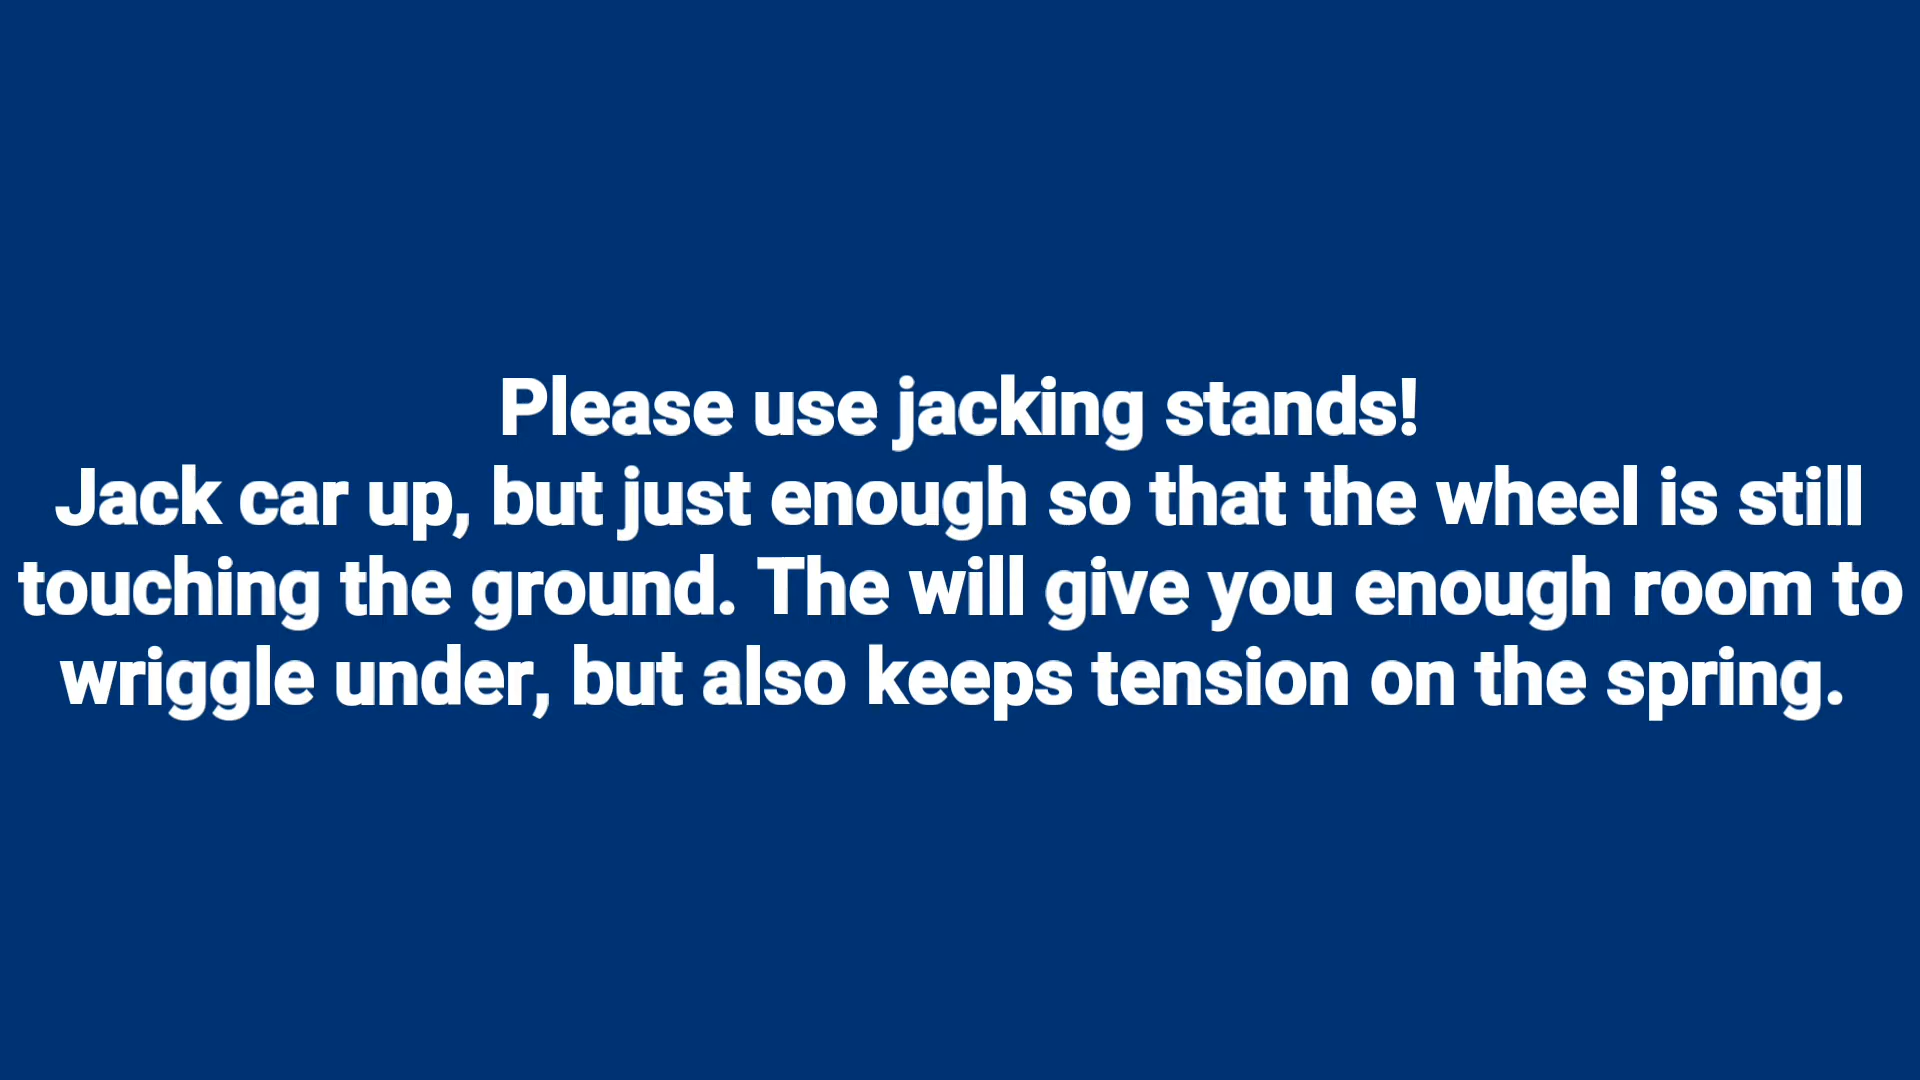 Please use jacking stands!
Jack car up, but just enough so that the wheel is still
touching the ground. The will give you enough room to
wriggle under, but also keeps tension on the spring.